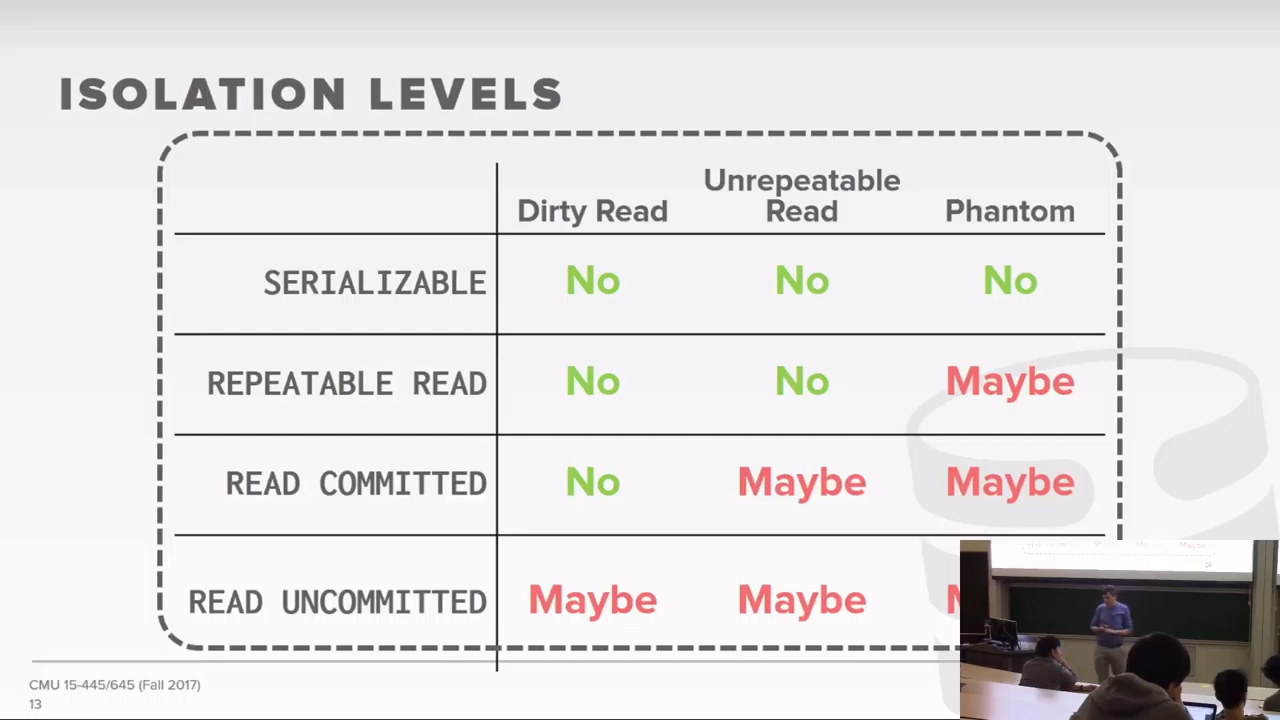 ISOLATION LEVELS
Unrepeatable
Dirty Read Read Phantom
SERIALIZABLE No No No
REPEATABLE READ No No Maybe
READ COMMITTED No Maybe Maybe
READ UNCOMMITTED Maybe Maybe
CMU 15-445/645 (Fall 2017)
13